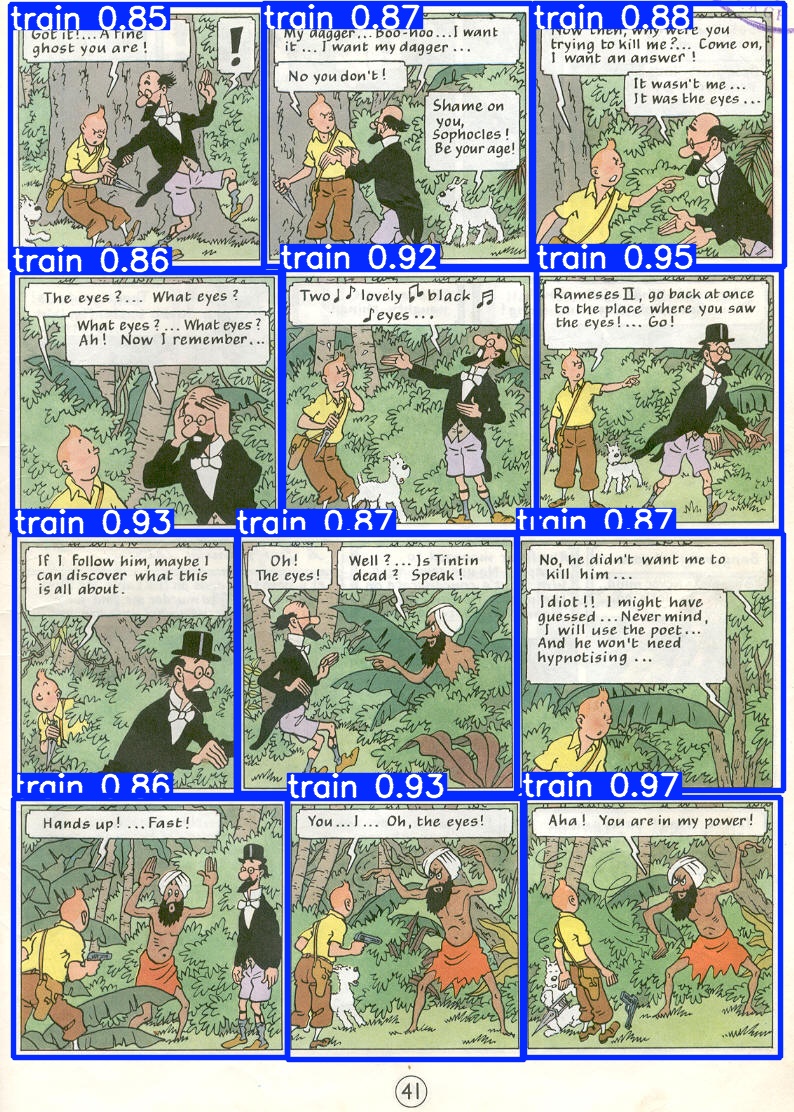 train 0.85
Got it!...A fine
ghost you are!
!
train 0.87
My dagger...Boo-hoo...I want
it...I want my dagger...
No you don't!
Shame on
you,
Sophocles!
Be your age!
train 0.88
Now then, why were you
trying to kill me?... Come on,
I want an answer!
It wasn't me...
It was the eyes...
train 0.86
The eyes?... What eyes?
What eyes?...What eyes?
Ah! Now I remember...
train 0.92
Two ♩♪ lovely ♫ black ♫
♪eyes...
train 0.95
Rameses II, go back at once
to the place where you saw
the eyes!... Go!
train 0.93
If I follow him, maybe I
can discover what this
is all about.
train 0.87
Oh!
The eyes!
Well?...Is Tintin
dead? Speak!
train 0.87
No, he didn't want me to
kill him...
Idiot!! I might have
guessed...Never mind,
I will use the poet...
And he won't need
hypnotising...
train 0.86
Hands up!...Fast!
train 0.93
You...I... Oh, the eyes!
train 0.97
Aha! You are in my power!
41